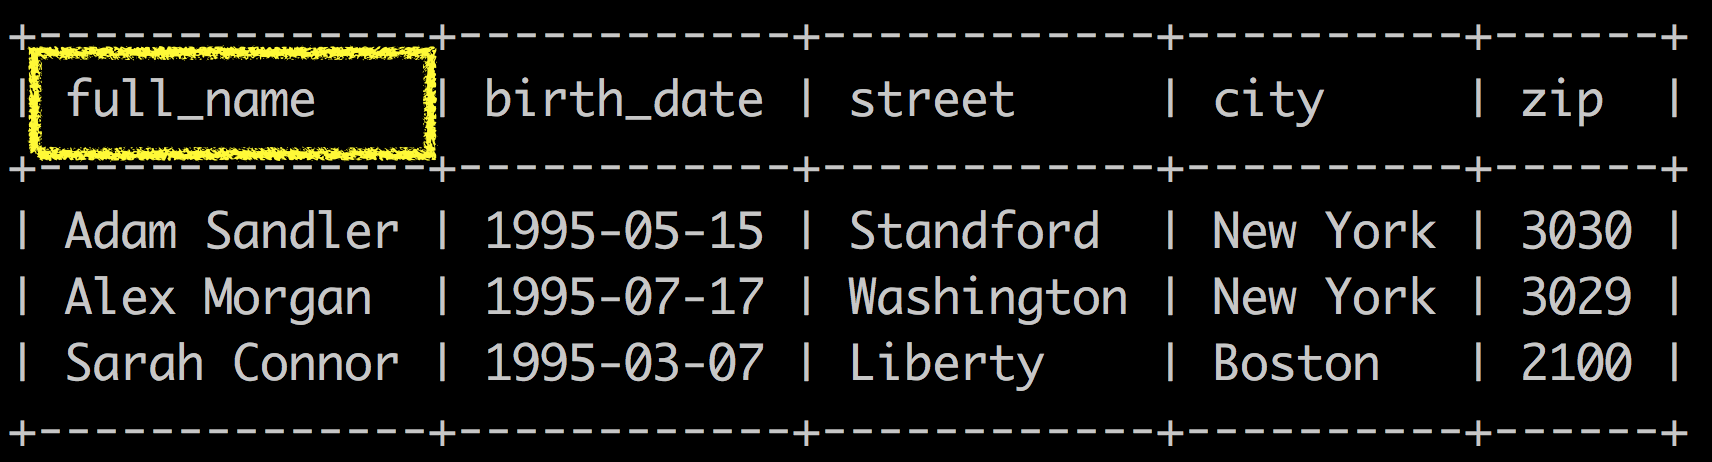 +--------------+------------+------------+----------+------+
| full_name    | birth_date | street     | city     | zip  |
+--------------+------------+------------+----------+------+
| Adam Sandler | 1995-05-15 | Standford  | New York | 3030 |
| Alex Morgan  | 1995-07-17 | Washington | New York | 3029 |
| Sarah Connor | 1995-03-07 | Liberty    | Boston   | 2100 |
+--------------+------------+------------+----------+------+